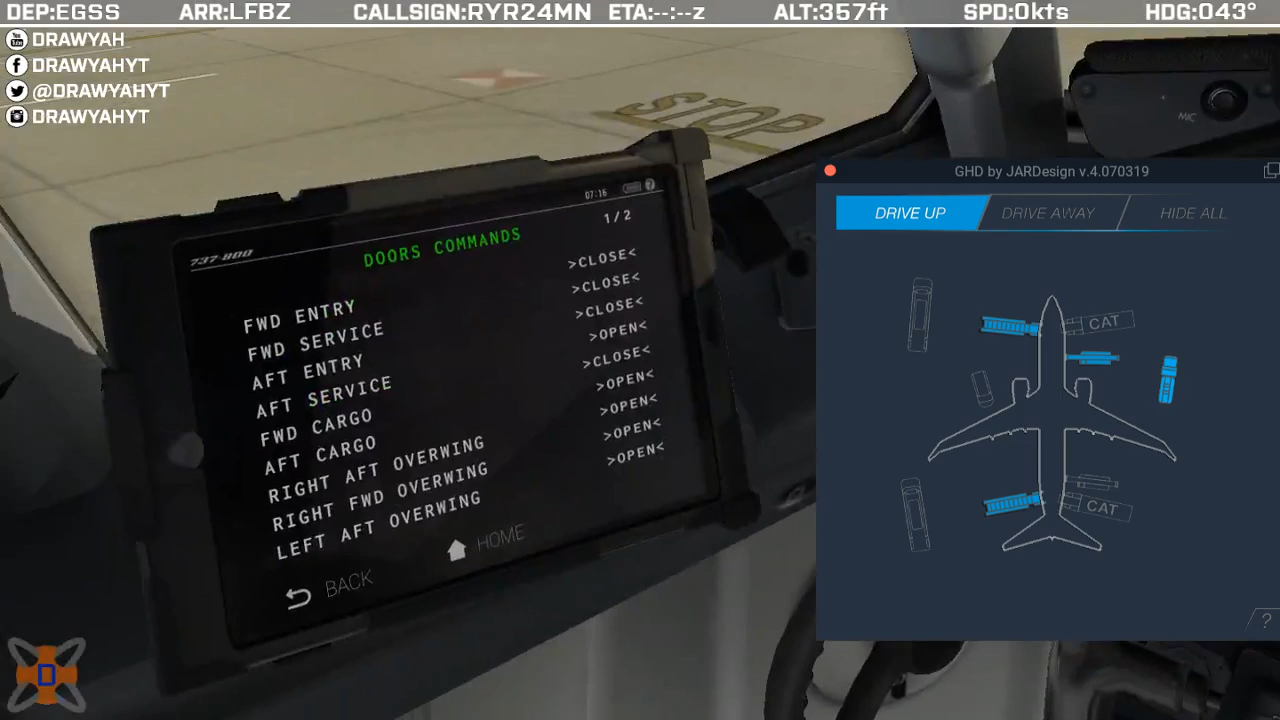 DEP:EGSS ARR:LFBZ CALLSIGN:RYR24MN ETA:--:--z ALT:357ft SPD:0kts HDG:043°
DRAWYAH
DRAWYAHYT
@DRAWYAHYT
DRAWYAHYT
STOP
MIC
07:16
737-800
1/2
DOORS COMMANDS
FWD ENTRY >CLOSE<
FWD SERVICE >CLOSE<
AFT ENTRY >CLOSE<
AFT SERVICE >OPEN<
FWD CARGO >CLOSE<
AFT CARGO >OPEN<
RIGHT AFT OVERWING >OPEN<
RIGHT FWD OVERWING >OPEN<
LEFT AFT OVERWING >OPEN<
BACK HOME
GHD by JARDesign v.4.070319
DRIVE UP DRIVE AWAY HIDE ALL
CAT
CAT
?
D